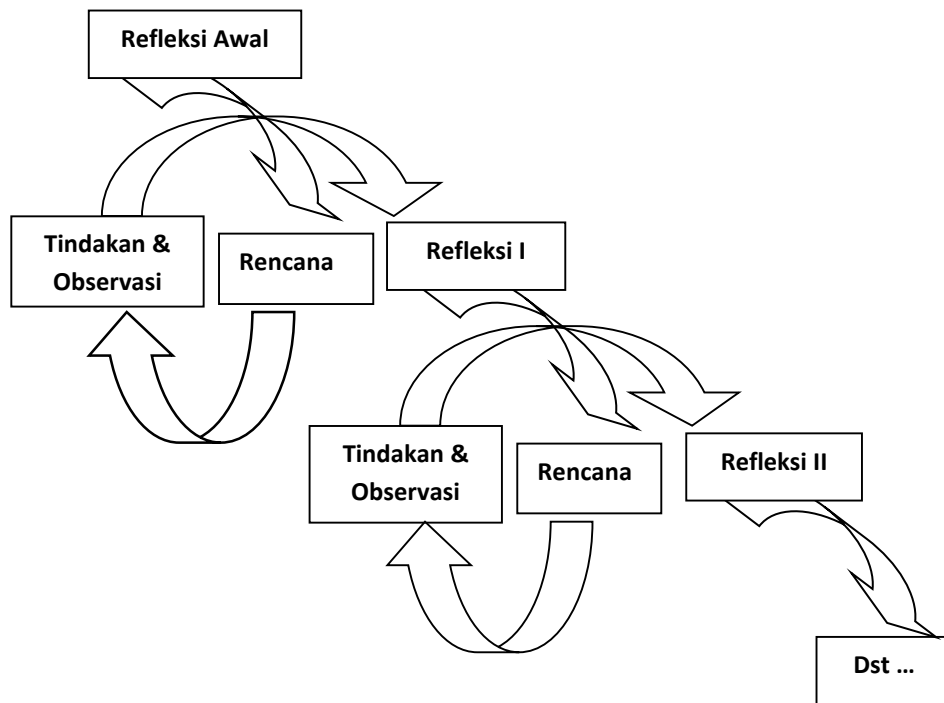 Refleksi Awal
Tindakan &
Observasi
Rencana
Refleksi I
Tindakan &
Observasi
Rencana
Refleksi II
Dst ...